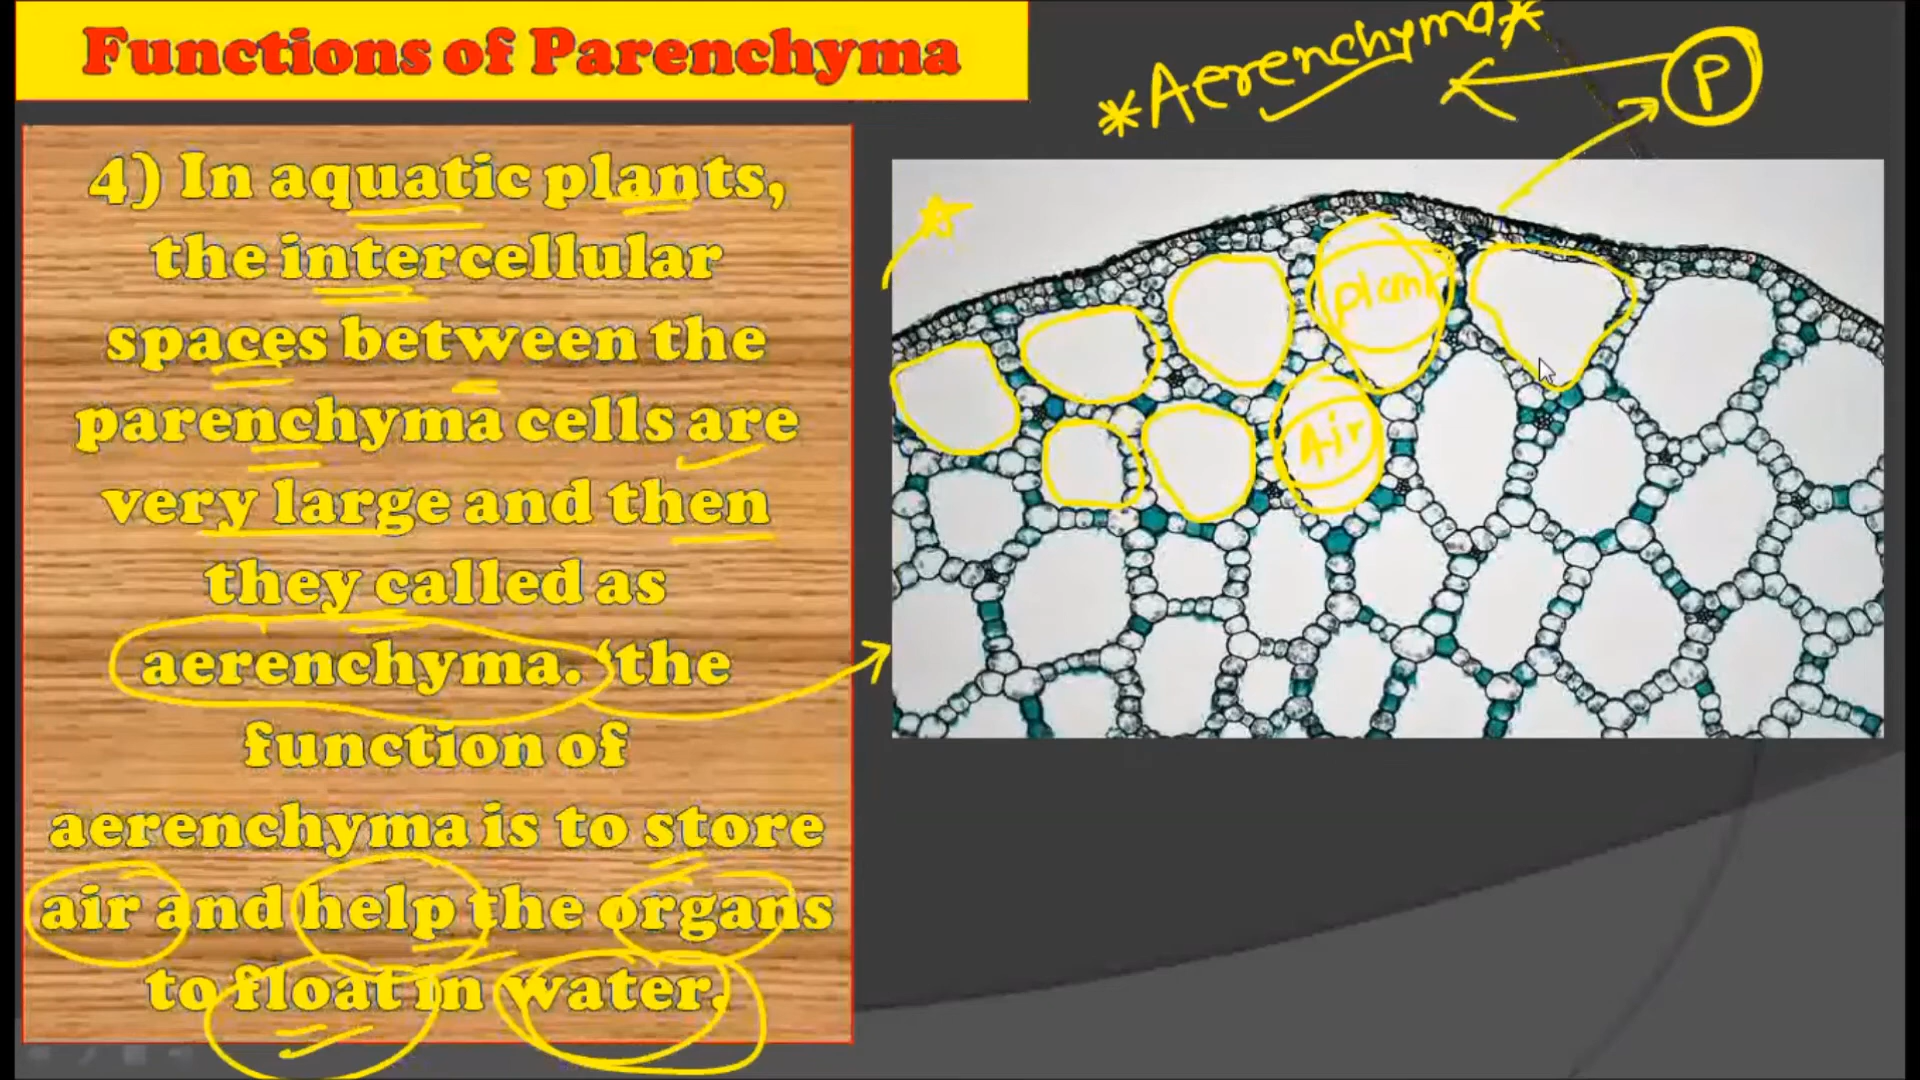 Functions of Parenchyma
*Aerenchyma*
P
4) In aquatic plants,
the intercellular
spaces between the
parenchyma cells are
very large and then
they called as
aerenchyma. ‘the
function of
aerenchyma is to store
air and help the organs
to float in water.
Air